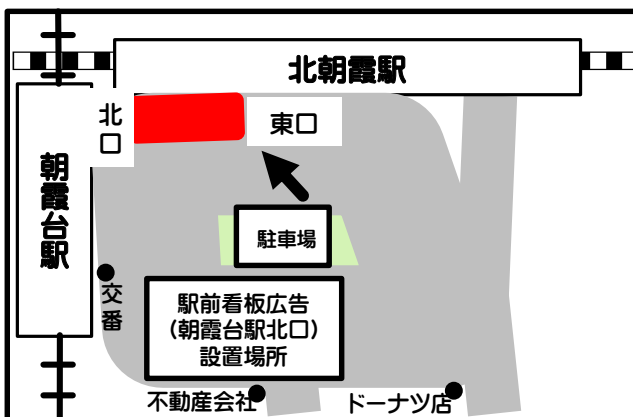 北朝霞駅
北口
東口
朝霞台駅
駐車場
交番
駅前看板広告
(朝霞台駅北口)
設置場所
不動産会社
ドーナツ店